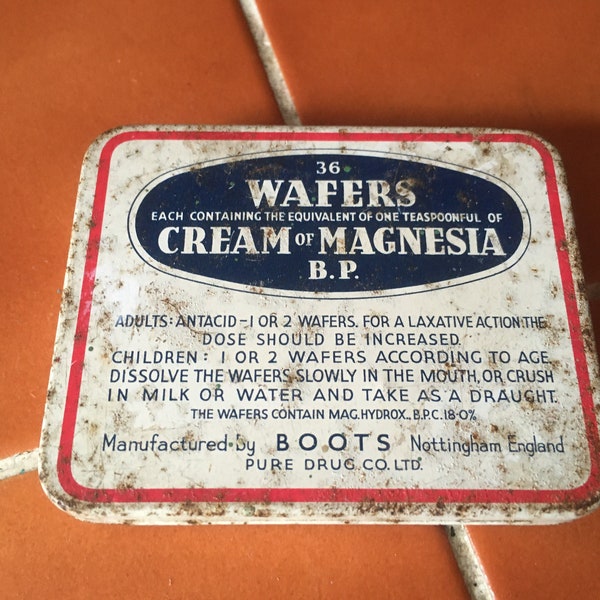 36
WAFERS
EACH CONTAINING THE EQUIVALENT OF ONE TEASPOONFUL OF
CREAM OF MAGNESIA
B.P.
ADULTS: ANTACID-1 OR 2 WAFERS. FOR A LAXATIVE ACTION THE
DOSE SHOULD BE INCREASED.
CHILDREN: 1 OR 2 WAFERS ACCORDING TO AGE.
DISSOLVE THE WAFERS SLOWLY IN THE MOUTH, OR CRUSH
IN MILK OR WATER AND TAKE AS A DRAUGHT.
THE WAFERS CONTAIN MAG.HYDROX., B.P.C. 18·0%
Manufactured by BOOTS Nottingham England
PURE DRUG CO. LTD.